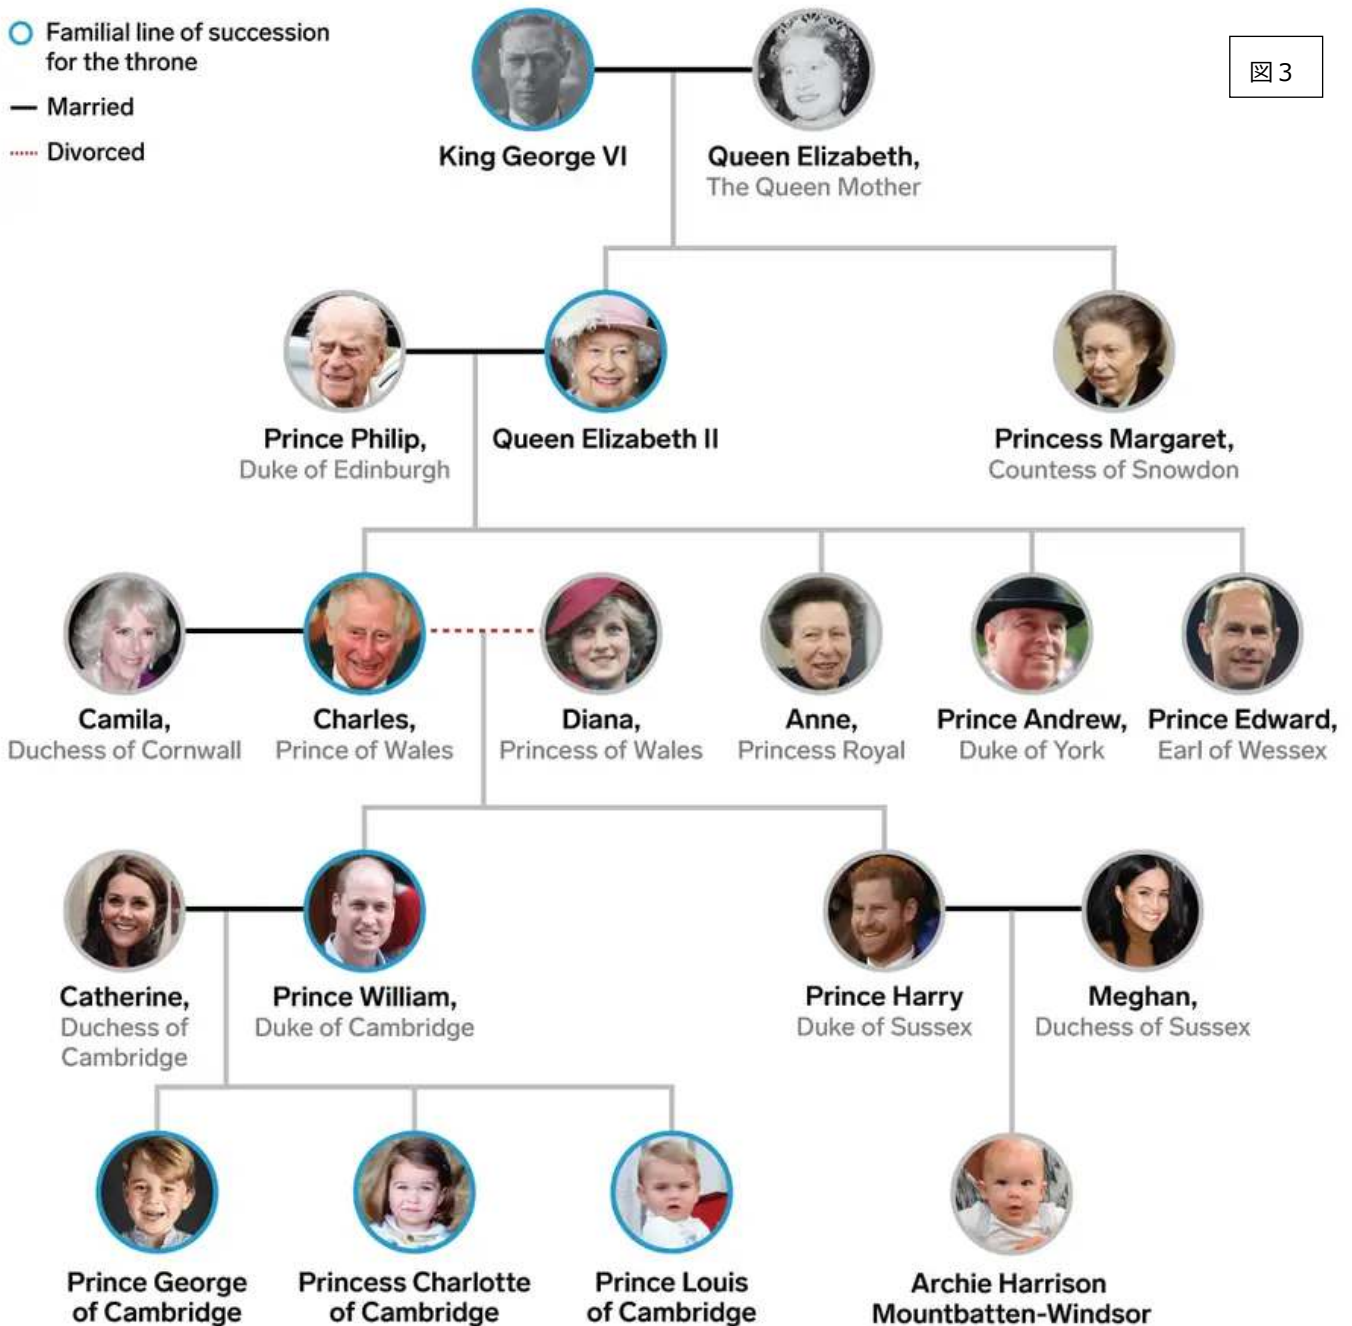 Familial line of succession
for the throne
Married
Divorced
図3
King George VI
Queen Elizabeth,
The Queen Mother
Prince Philip,
Duke of Edinburgh
Queen Elizabeth II
Princess Margaret,
Countess of Snowdon
Camila,
Duchess of Cornwall
Charles,
Prince of Wales
Diana,
Princess of Wales
Anne,
Princess Royal
Prince Andrew,
Duke of York
Prince Edward,
Earl of Wessex
Catherine,
Duchess of
Cambridge
Prince William,
Duke of Cambridge
Prince Harry
Duke of Sussex
Meghan,
Duchess of Sussex
Prince George
of Cambridge
Princess Charlotte
of Cambridge
Prince Louis
of Cambridge
Archie Harrison
Mountbatten-Windsor